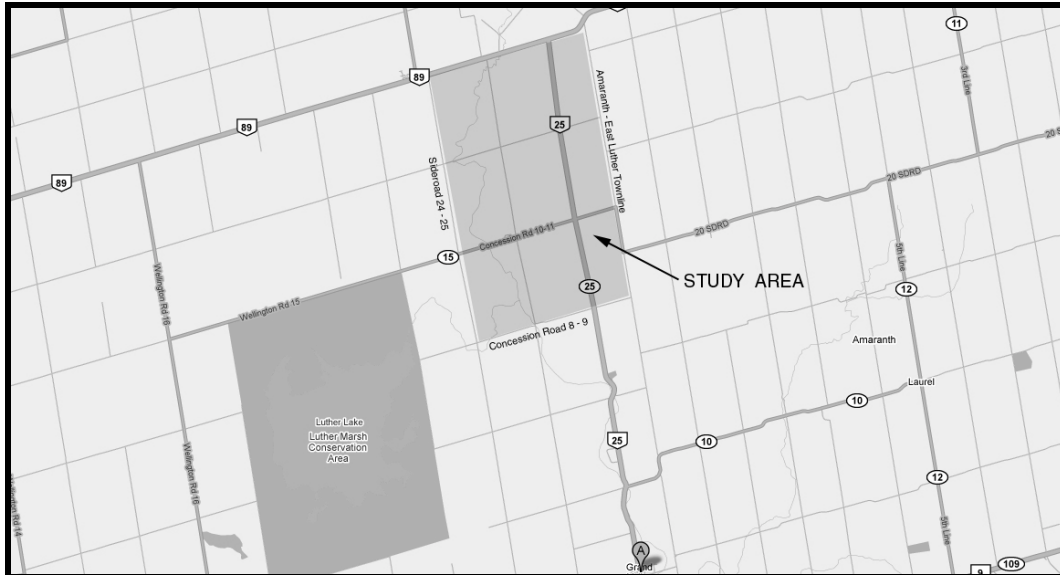 11
89
3rd Line
Amaranth - East Luther Townline
25
89
20 S
89
Sideroad 24 - 25
20 SDRD
Concession Rd 10-11
20 SDRD
15
STUDY AREA
5th Line
Wellington Rd 16
25
12
Wellington Rd 15
Concession Road 8 - 9
Amaranth
Laurel
10
Luther Lake
Luther Marsh
Conservation
Area
25
10
Wellington Rd 16
12
Wellington Rd 14
5th Line
A
Grand
9
109